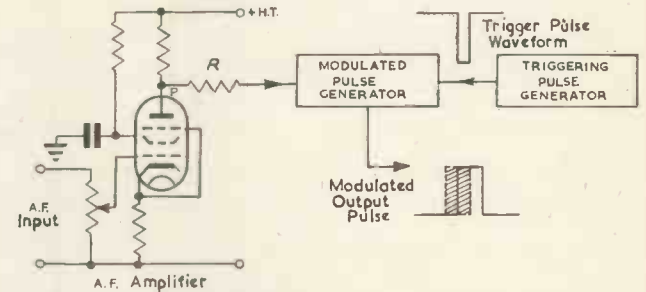 + H.T.
Trigger Pulse
Waveform
R
P
MODULATED
PULSE
GENERATOR
TRIGGERING
PULSE
GENERATOR
A.F.
Input
Modulated
Output
Pulse
A.F. Amplifier